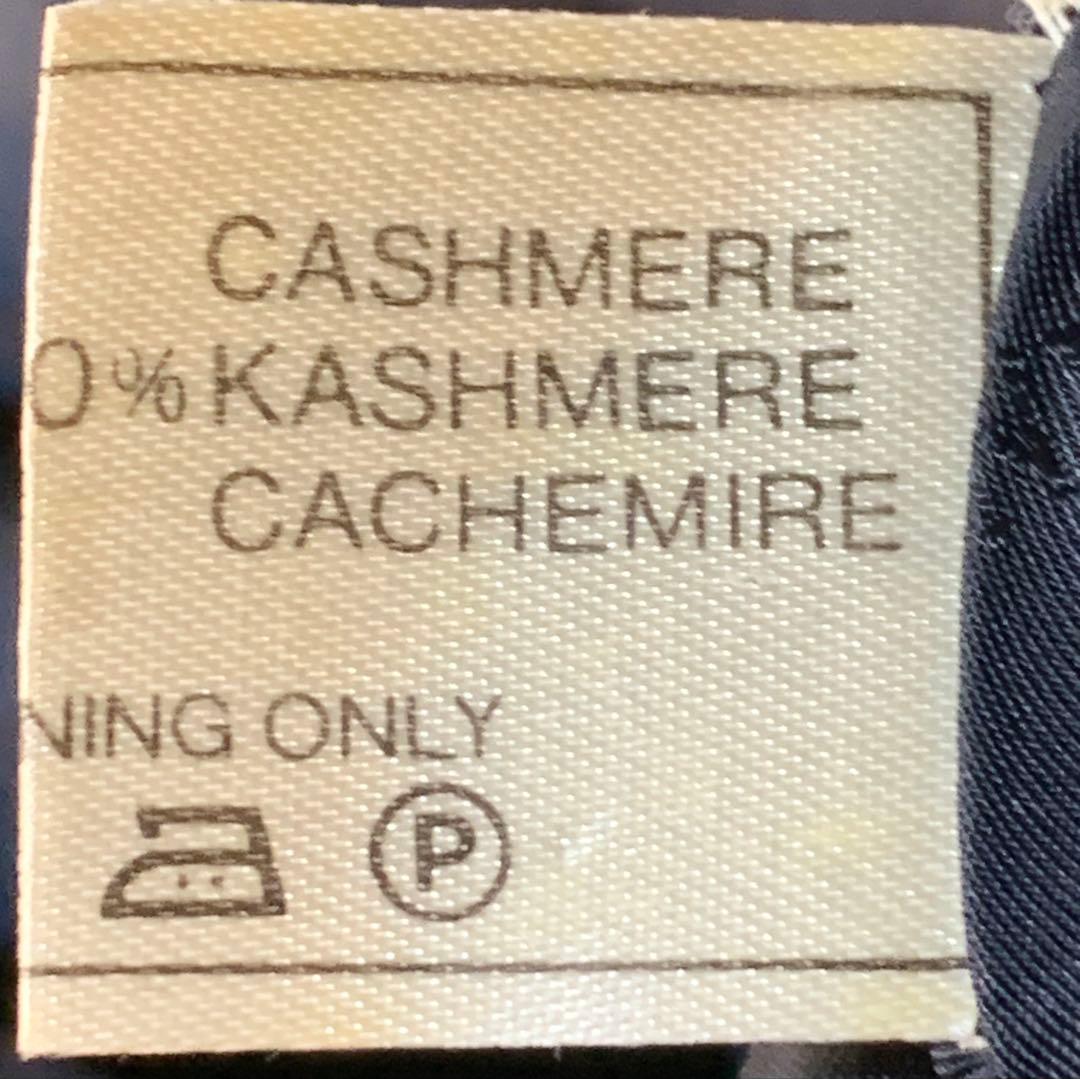 CASHMERE
0% KASHMERE
CACHEMIRE
NING ONLY
P